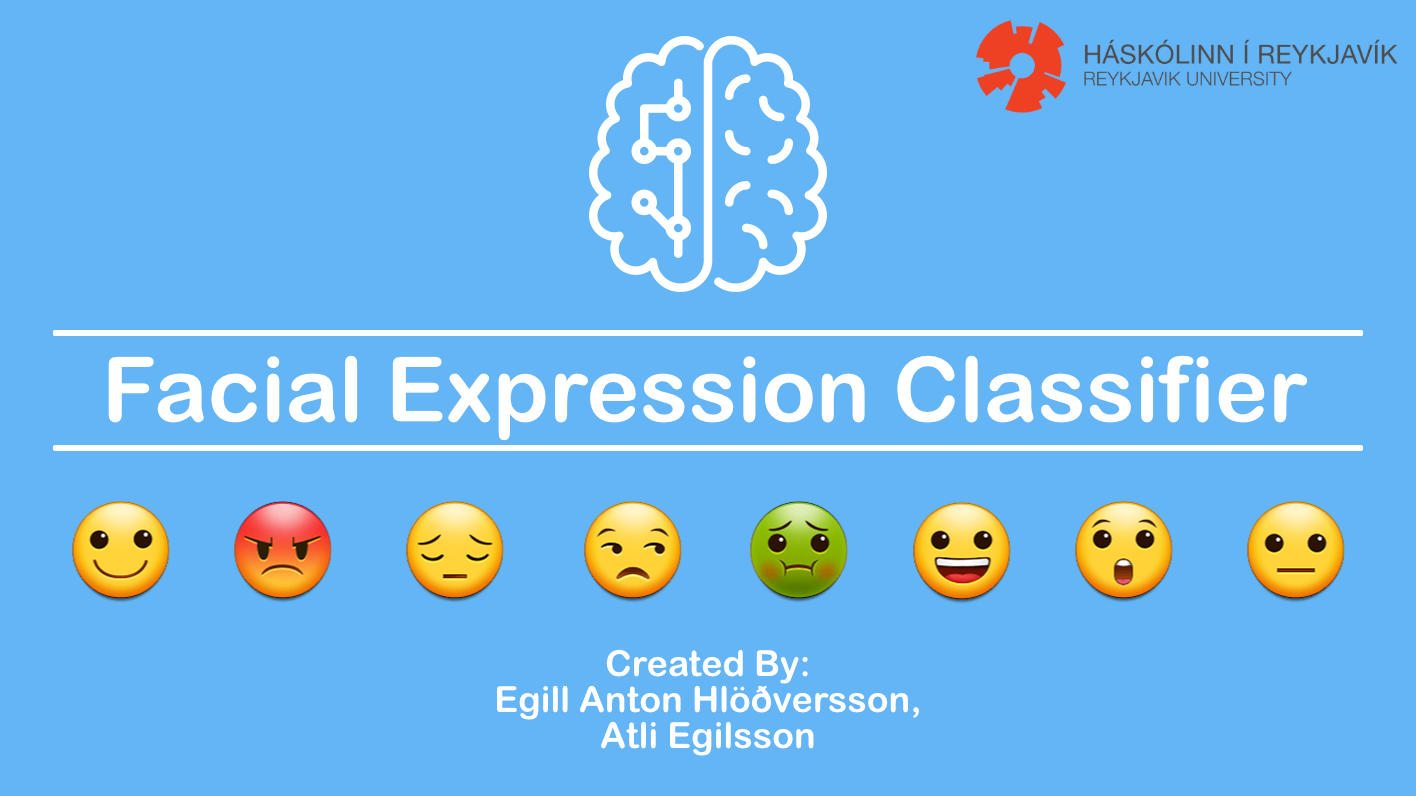 HÁSKÓLINN Í REYKJAVÍK
REYKJAVIK UNIVERSITY
Facial Expression Classifier
Created By:
Egill Anton Hlöðversson,
Atli Egilsson